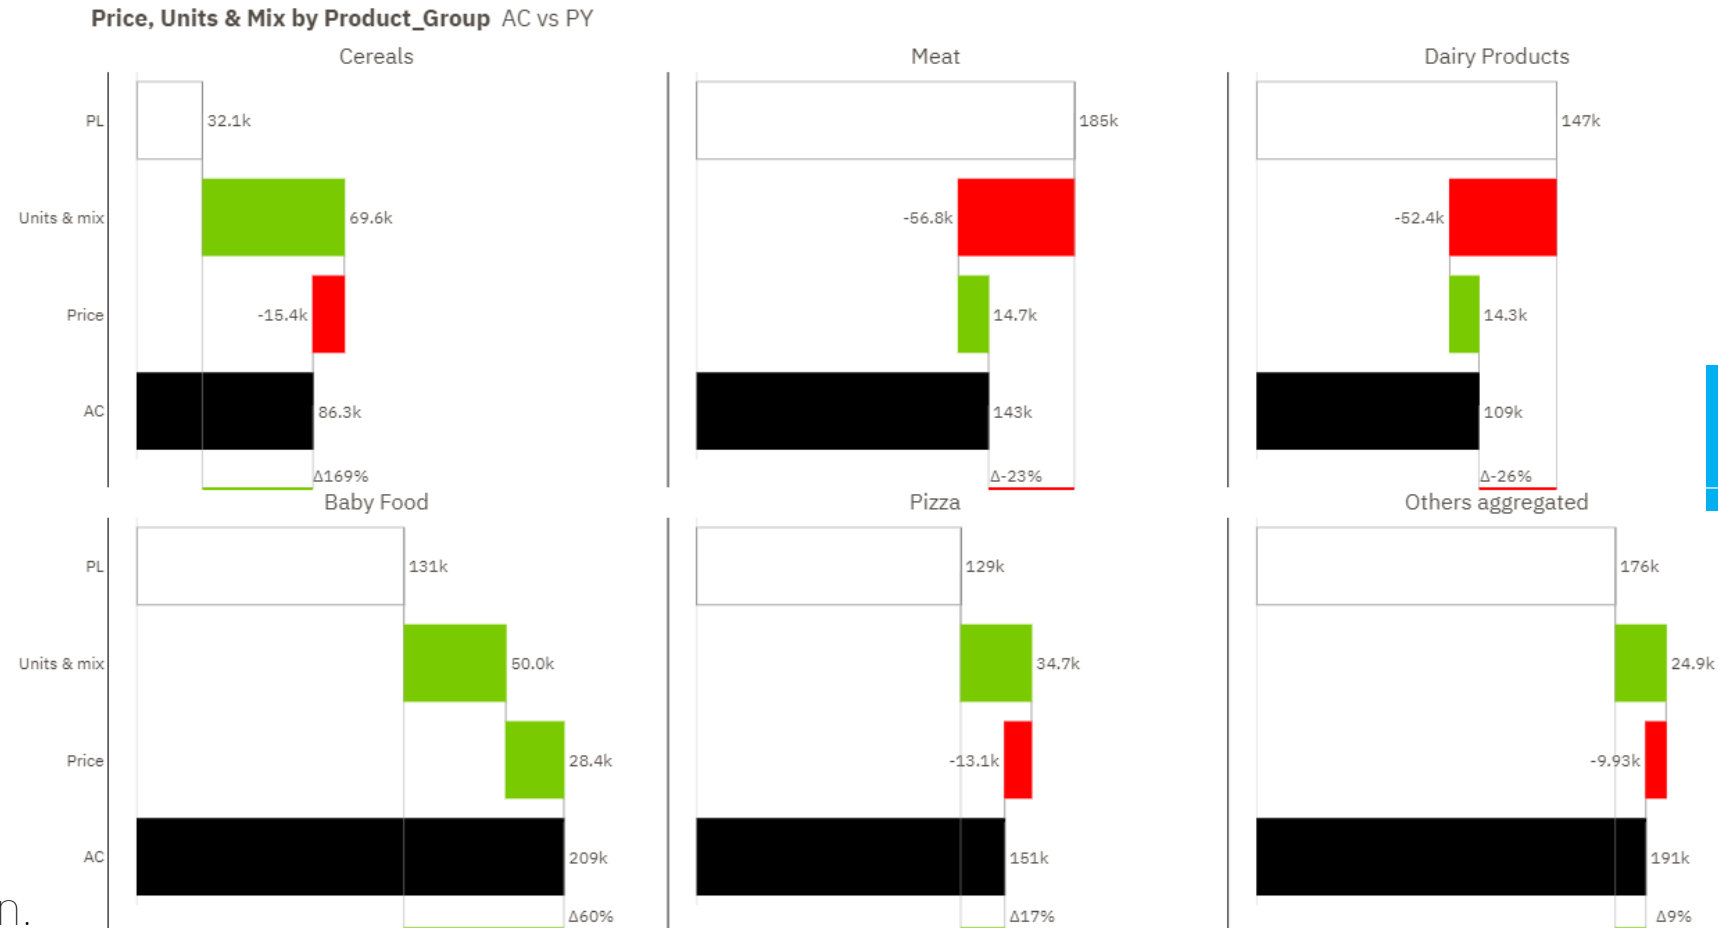 Price, Units & Mix by Product_Group AC vs PY
Cereals Meat Dairy Products
PL 32.1k 185k 147k
Units & mix 69.6k -56.8k -52.4k
Price -15.4k 14.7k 14.3k
AC 86.3k 143k 109k
Δ169% Δ-23% Δ-26%
Baby Food Pizza Others aggregated
PL 131k 129k 176k
Units & mix 50.0k 34.7k 24.9k
Price 28.4k -13.1k -9.93k
AC 209k 151k 191k
n.
Δ60% Δ17% Δ9%